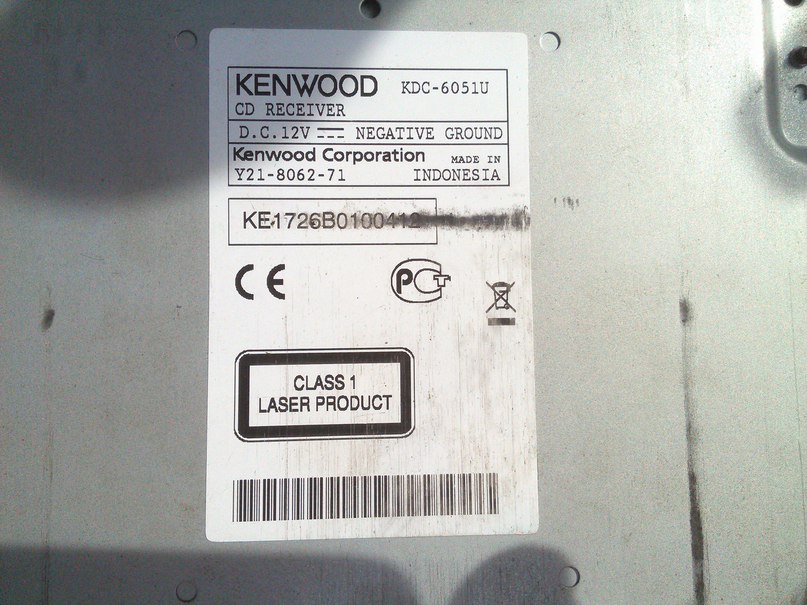 KENWOOD KDC-6051U
CD RECEIVER
D.C.12V NEGATIVE GROUND
Kenwood Corporation MADE IN
Y21-8062-71 INDONESIA
KE1726B0100412
CE
PCT
CLASS 1
LASER PRODUCT